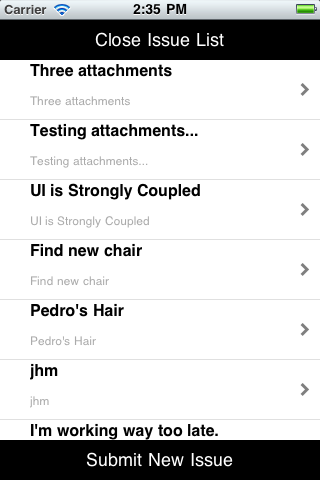 Carrier 2:35 PM
Close Issue List
Three attachments
Three attachments
Testing attachments...
Testing attachments...
UI is Strongly Coupled
UI is Strongly Coupled
Find new chair
Find new chair
Pedro's Hair
Pedro's Hair
jhm
jhm
I'm working way too late.
Submit New Issue